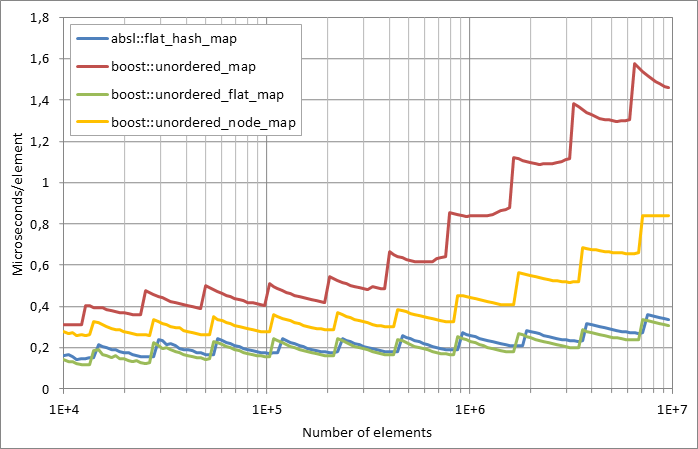 1,8
absl::flat_hash_map
boost::unordered_map
boost::unordered_flat_map
boost::unordered_node_map
1,6
1,4
1,2
1
0,8
0,6
0,4
0,2
0
Microseconds/element
1E+4
1E+5
1E+6
1E+7
Number of elements